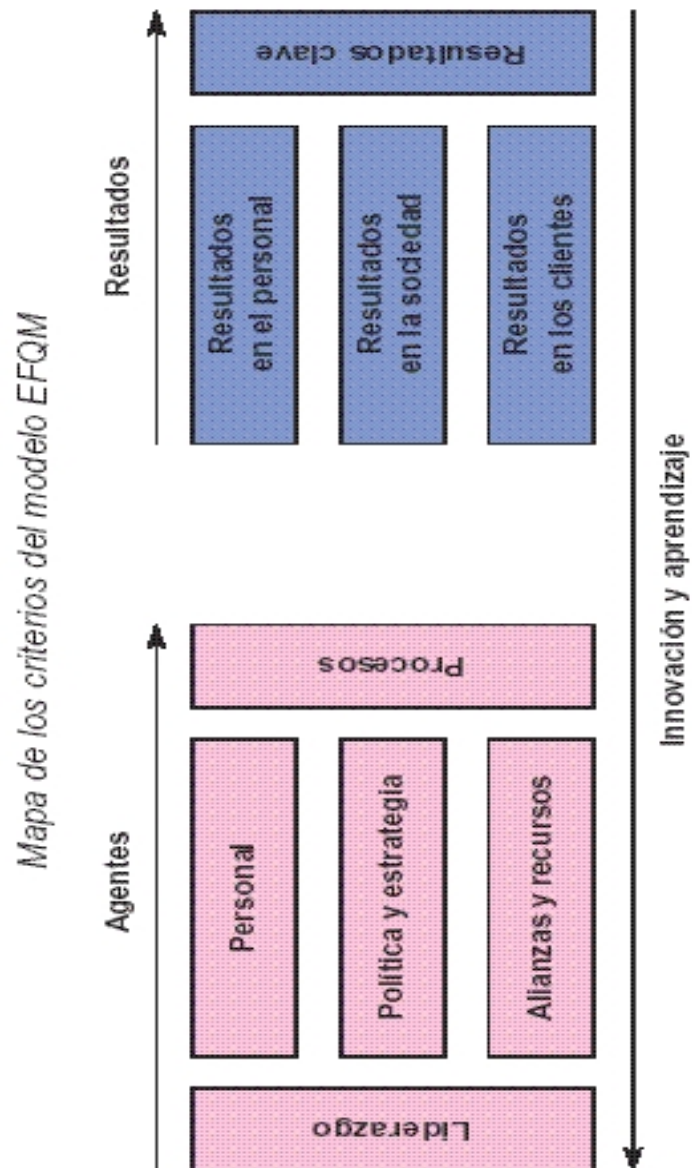 Mapa de los criterios del modelo EFQM
Agentes
Resultados
Liderazgo
Personal
Política y estrategia
Alianzas y recursos
Procesos
Resultados
en el personal
Resultados
en la sociedad
Resultados
en los clientes
Resultados clave
Innovación y aprendizaje